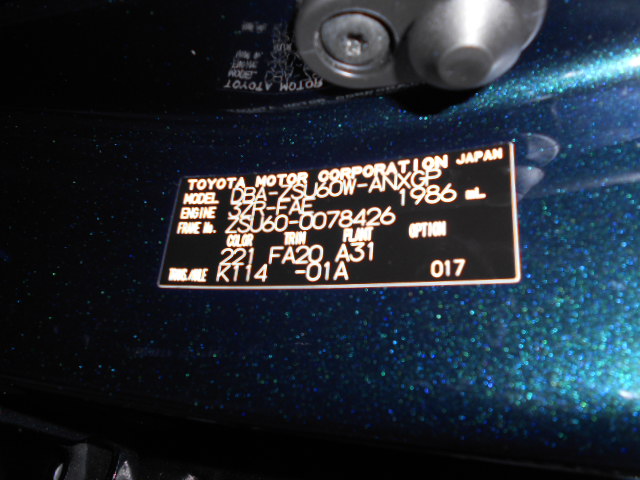 TOYOTA MOTOR CORPORATION JAPAN
MODEL DBA-ZSU60W-ANXGP
ENGINE 3ZR-FAE 1986 mL
FRAME No. ZSU60-0078426
COLOR TRIM PLANT OPTION
221 FA20 A31
TRANS.AXLE K114 -01A 017